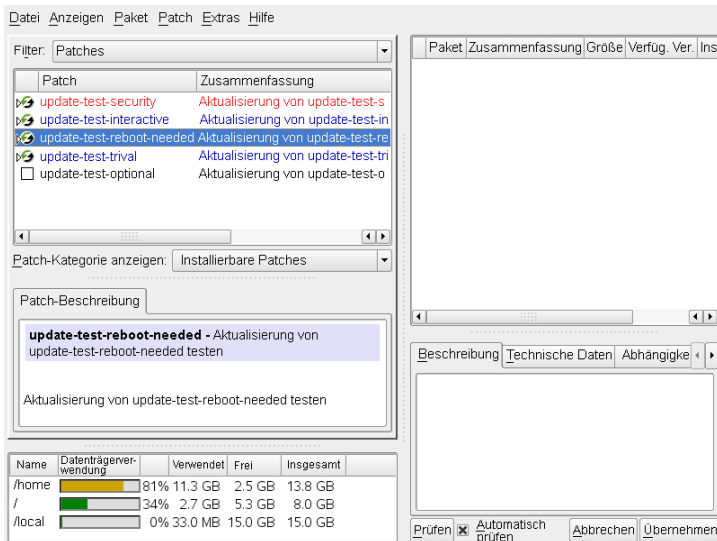 Datei Anzeigen Paket Patch Extras Hilfe
Filter: Patches
Patch Zusammenfassung
update-test-security Aktualisierung von update-test-s
update-test-interactive Aktualisierung von update-test-in
update-test-reboot-needed Aktualisierung von update-test-re
update-test-trival Aktualisierung von update-test-tri
update-test-optional Aktualisierung von update-test-o
Patch-Kategorie anzeigen: Installierbare Patches
Patch-Beschreibung
update-test-reboot-needed - Aktualisierung von
update-test-reboot-needed testen
Aktualisierung von update-test-reboot-needed testen
Name Datenträgerver-
wendung Verwendet Frei Insgesamt
/home 81% 11.3 GB 2.5 GB 13.8 GB
/ 34% 2.7 GB 5.3 GB 8.0 GB
/local 0% 33.0 MB 15.0 GB 15.0 GB
Paket Zusammenfassung Größe Verfüg. Ver. Ins
Beschreibung Technische Daten Abhängigke
Prüfen Automatisch
prüfen Abbrechen Übernehmen